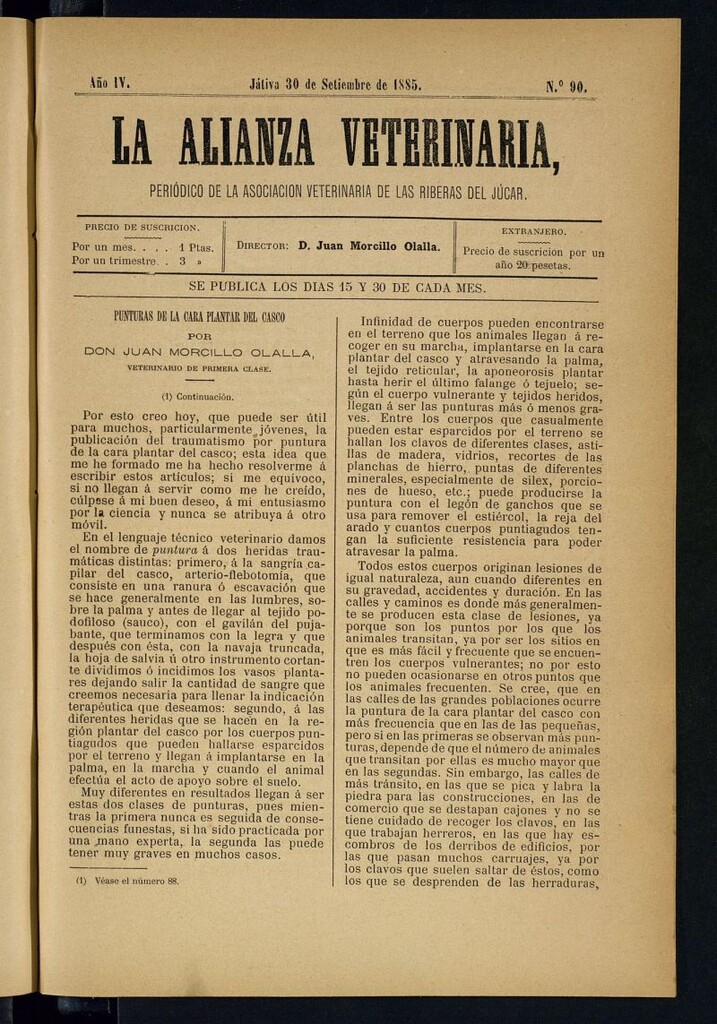 Año IV.
Játiva 30 de Setiembre de 1885.
N.º 90.
LA ALIANZA VETERINARIA,
PERIÓDICO DE LA ASOCIACION VETERINARIA DE LAS RIBERAS DEL JÚCAR.
PRECIO DE SUSCRICION.
Por un mes. . . . 1 Ptas.
Por un trimestre. . 3 »
DIRECTOR: D. Juan Morcillo Olalla.
EXTRANJERO.
Precio de suscricion por un
año 20 pesetas.
SE PUBLICA LOS DIAS 15 Y 30 DE CADA MES.
PUNTURAS DE LA CARA PLANTAR DEL CASCO
POR
DON JUAN MORCILLO OLALLA,
VETERINARIO DE PRIMERA CLASE.
(1) Continuación.
Por esto creo hoy, que puede ser útil
para muchos, particularmente jóvenes, la
publicación del traumatismo por puntura
de la cara plantar del casco; esta idea que
me he formado me ha hecho resolverme á
escribir estos artículos; si me equivoco,
si no llegan á servir como me he creído,
cúlpese á mi buen deseo, á mi entusiasmo
por la ciencia y nunca se atribuya á otro
móvil.
En el lenguaje técnico veterinario damos
el nombre de puntura á dos heridas trau-
máticas distintas: primero, á la sangría ca-
pilar del casco, arterio-flebotomía, que
consiste en una ranura ó escavación que
se hace generalmente en las lumbres, so-
bre la palma y antes de llegar al tejido po-
dofiloso (sauco), con el gavilán del puja-
bante, que terminamos con la legra y que
después con ésta, con la navaja truncada,
la hoja de salvia ú otro instrumento cortan-
te dividimos ó incidimos los vasos planta-
res dejando salir la cantidad de sangre que
creemos necesaria para llenar la indicación
terapéutica que deseamos: segundo, á las
diferentes heridas que se hacen en la re-
gión plantar del casco por los cuerpos pun-
tiagudos que pueden hallarse esparcidos
por el terreno y llegan á implantarse en la
palma, en la marcha y cuando el animal
efectúa el acto de apoyo sobre el suelo.
Muy diferentes en resultados llegan á ser
estas dos clases de punturas, pues mien-
tras la primera nunca es seguida de conse-
cuencias funestas, si ha sido practicada por
una mano experta, la segunda las puede
tener muy graves en muchos casos.
(1) Véase el número 88.
Infinidad de cuerpos pueden encontrarse
en el terreno que los animales llegan á re-
coger en su marcha, implantarse en la cara
plantar del casco y atravesando la palma,
el tejido reticular, la aponeorosis plantar
hasta herir el último falange ó tejuelo; se-
gún el cuerpo vulnerante y tejidos heridos,
llegan á ser las punturas más ó menos gra-
ves. Entre los cuerpos que casualmente
pueden estar esparcidos por el terreno se
hallan los clavos de diferentes clases, asti-
llas de madera, vidrios, recortes de las
planchas de hierro, puntas de diferentes
minerales, especialmente de silex, porcio-
nes de hueso, etc.; puede producirse la
puntura con el legón de ganchos que se
usa para remover el estiércol, la reja del
arado y cuantos cuerpos puntiagudos ten-
gan la suficiente resistencia para poder
atravesar la palma.
Todos estos cuerpos originan lesiones de
igual naturaleza, aun cuando diferentes en
su gravedad, accidentes y duración. En las
calles y caminos es donde más generalmen-
te se producen esta clase de lesiones, ya
porque son los puntos por los que los
animales transitan, ya por ser los sitios en
que es más fácil y frecuente que se encuen-
tren los cuerpos vulnerantes; no por esto
no pueden ocasionarse en otros puntos que
los animales frecuenten. Se cree, que en
las calles de las grandes poblaciones ocurre
la puntura de la cara plantar del casco con
más frecuencia que en las de las pequeñas,
pero si en las primeras se observan más pun-
turas, depende de que el número de animales
que transitan por ellas es mucho mayor que
en las segundas. Sin embargo, las calles de
más tránsito, en las que se pica y labra la
piedra para las construcciones, en las de
comercio que se destapan cajones y no se
tiene cuidado de recoger los clavos, en las
que trabajan herreros, en las que hay es-
combros de los derribos de edificios, por
las que pasan muchos carruajes, ya por
los clavos que suelen saltar de éstos, como
los que se desprenden de las herraduras,